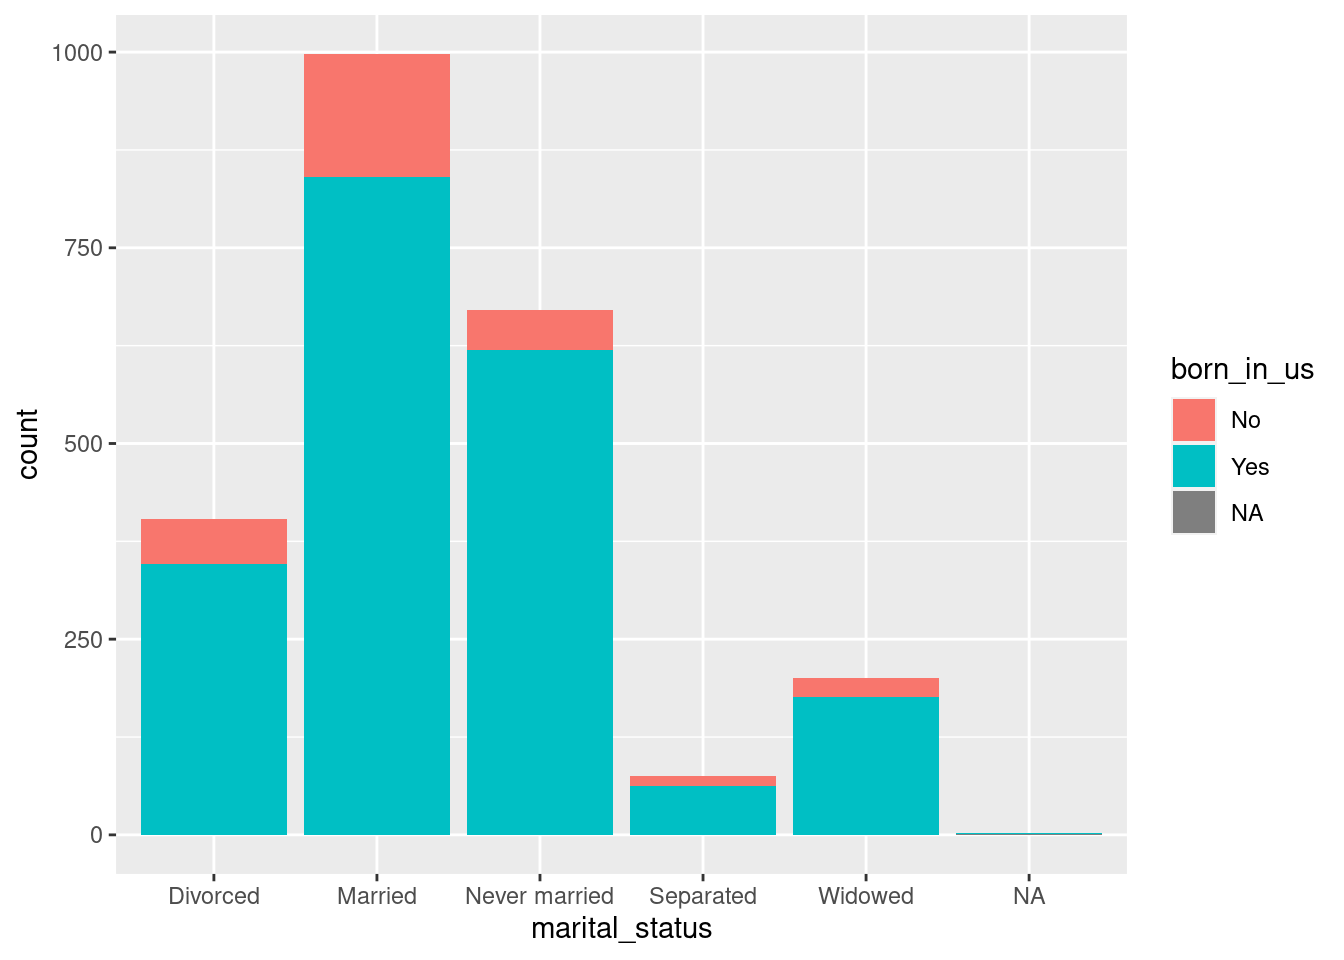 1000
750
500
250
0
count
Divorced
Married
Never married
Separated
Widowed
NA
marital_status
born_in_us
No
Yes
NA